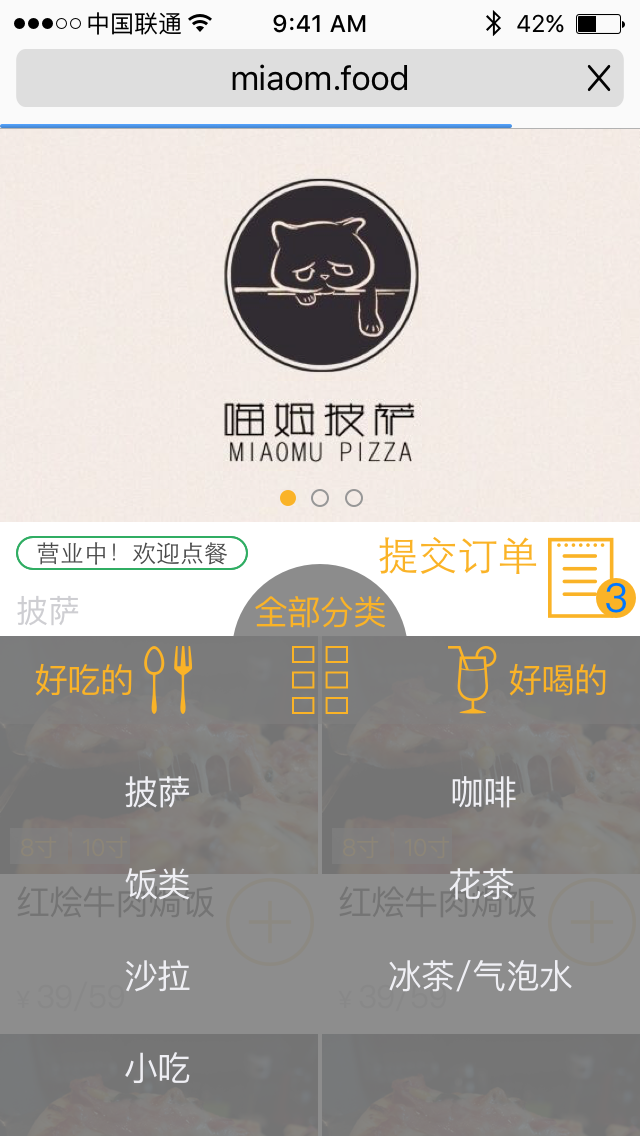 中国联通 9:41 AM 42%
miaom.food
喵姆披萨
MIAOMU PIZZA
营业中！欢迎点餐
提交订单 3
披萨
全部分类
好吃的 好喝的
披萨 咖啡
8寸 10寸 8寸 10寸
饭类 花茶
红烩牛肉焗饭 红烩牛肉焗饭
沙拉 冰茶/气泡水
¥39/59 ¥39/59
小吃